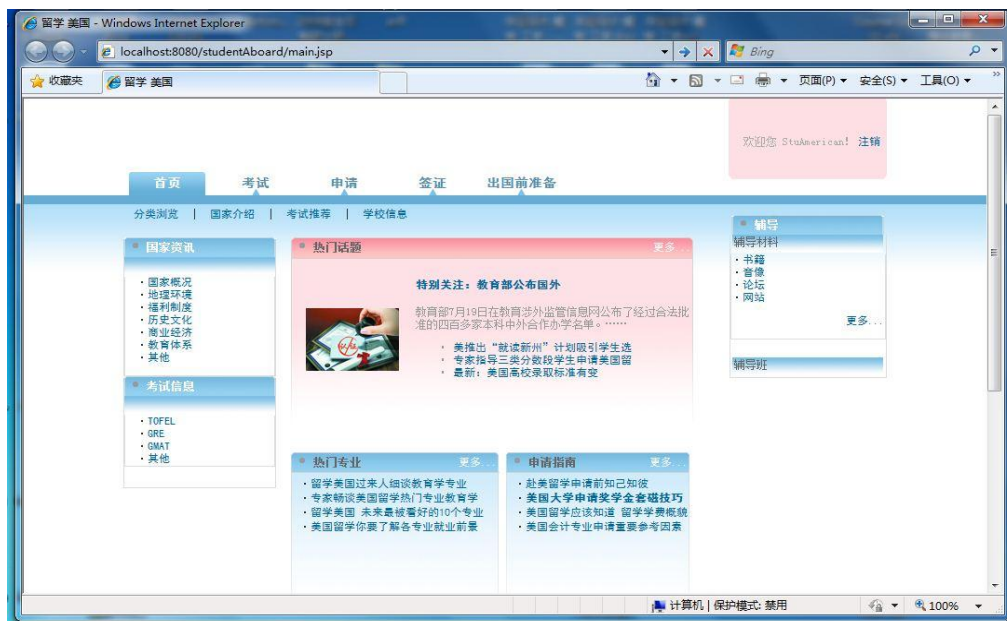 留学 美国 - Windows Internet Explorer
localhost:8080/studentAboard/main.jsp
Bing
收藏夹
留学 美国
页面(P)
安全(S)
工具(O)
欢迎您 StuAmerican! 注销
首页 考试 申请 签证 出国前准备
分类浏览 | 国家介绍 | 考试推荐 | 学校信息
国家资讯
· 国家概况
· 地理环境
· 福利制度
· 历史文化
· 商业经济
· 教育体系
· 其他
考试信息
· TOFEL
· GRE
· GMAT
· 其他
热门话题 更多...
特别关注：教育部公布国外
教育部7月19日在教育涉外监管信息网公布了经过合法批
准的四百多家本科中外合作办学名单。……
· 美推出“就读新州”计划吸引学生选
· 专家指导三类分数段学生申请美国留
· 最新：美国高校录取标准有变
热门专业 更多...
· 留学美国过来人细谈教育学专业
· 专家畅谈美国留学热门专业教育学
· 留学美国 未来最被看好的10个专业
· 美国留学你要了解各专业就业前景
申请指南 更多...
· 赴美留学申请前知己知彼
· 美国大学申请奖学金套磁技巧
· 美国留学应该知道 留学学费概貌
· 美国会计专业申请重要参考因素
辅导
辅导材料
· 书籍
· 音像
· 论坛
· 网站
更多...
辅导班
计算机 | 保护模式: 禁用
100%